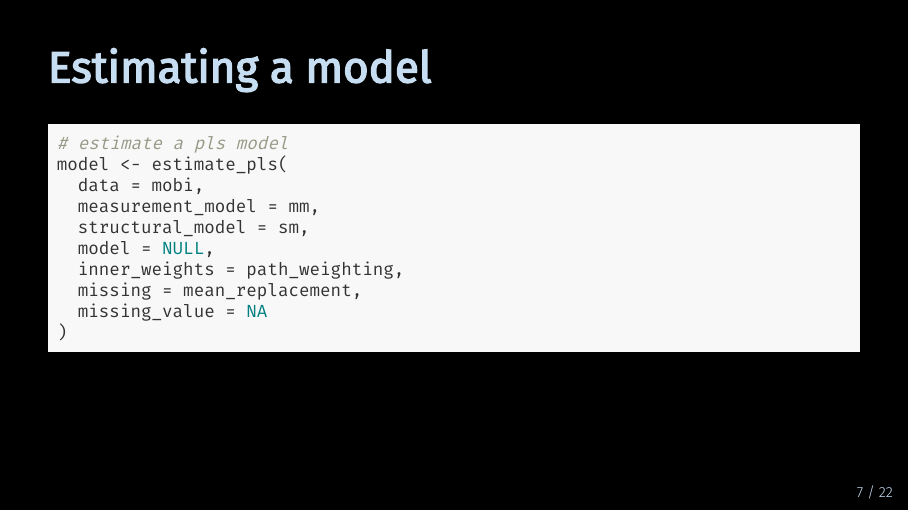 Estimating a model
# estimate a pls model
model <- estimate_pls(
  data = mobi,
  measurement_model = mm,
  structural_model = sm,
  model = NULL,
  inner_weights = path_weighting,
  missing = mean_replacement,
  missing_value = NA
)
7 / 22